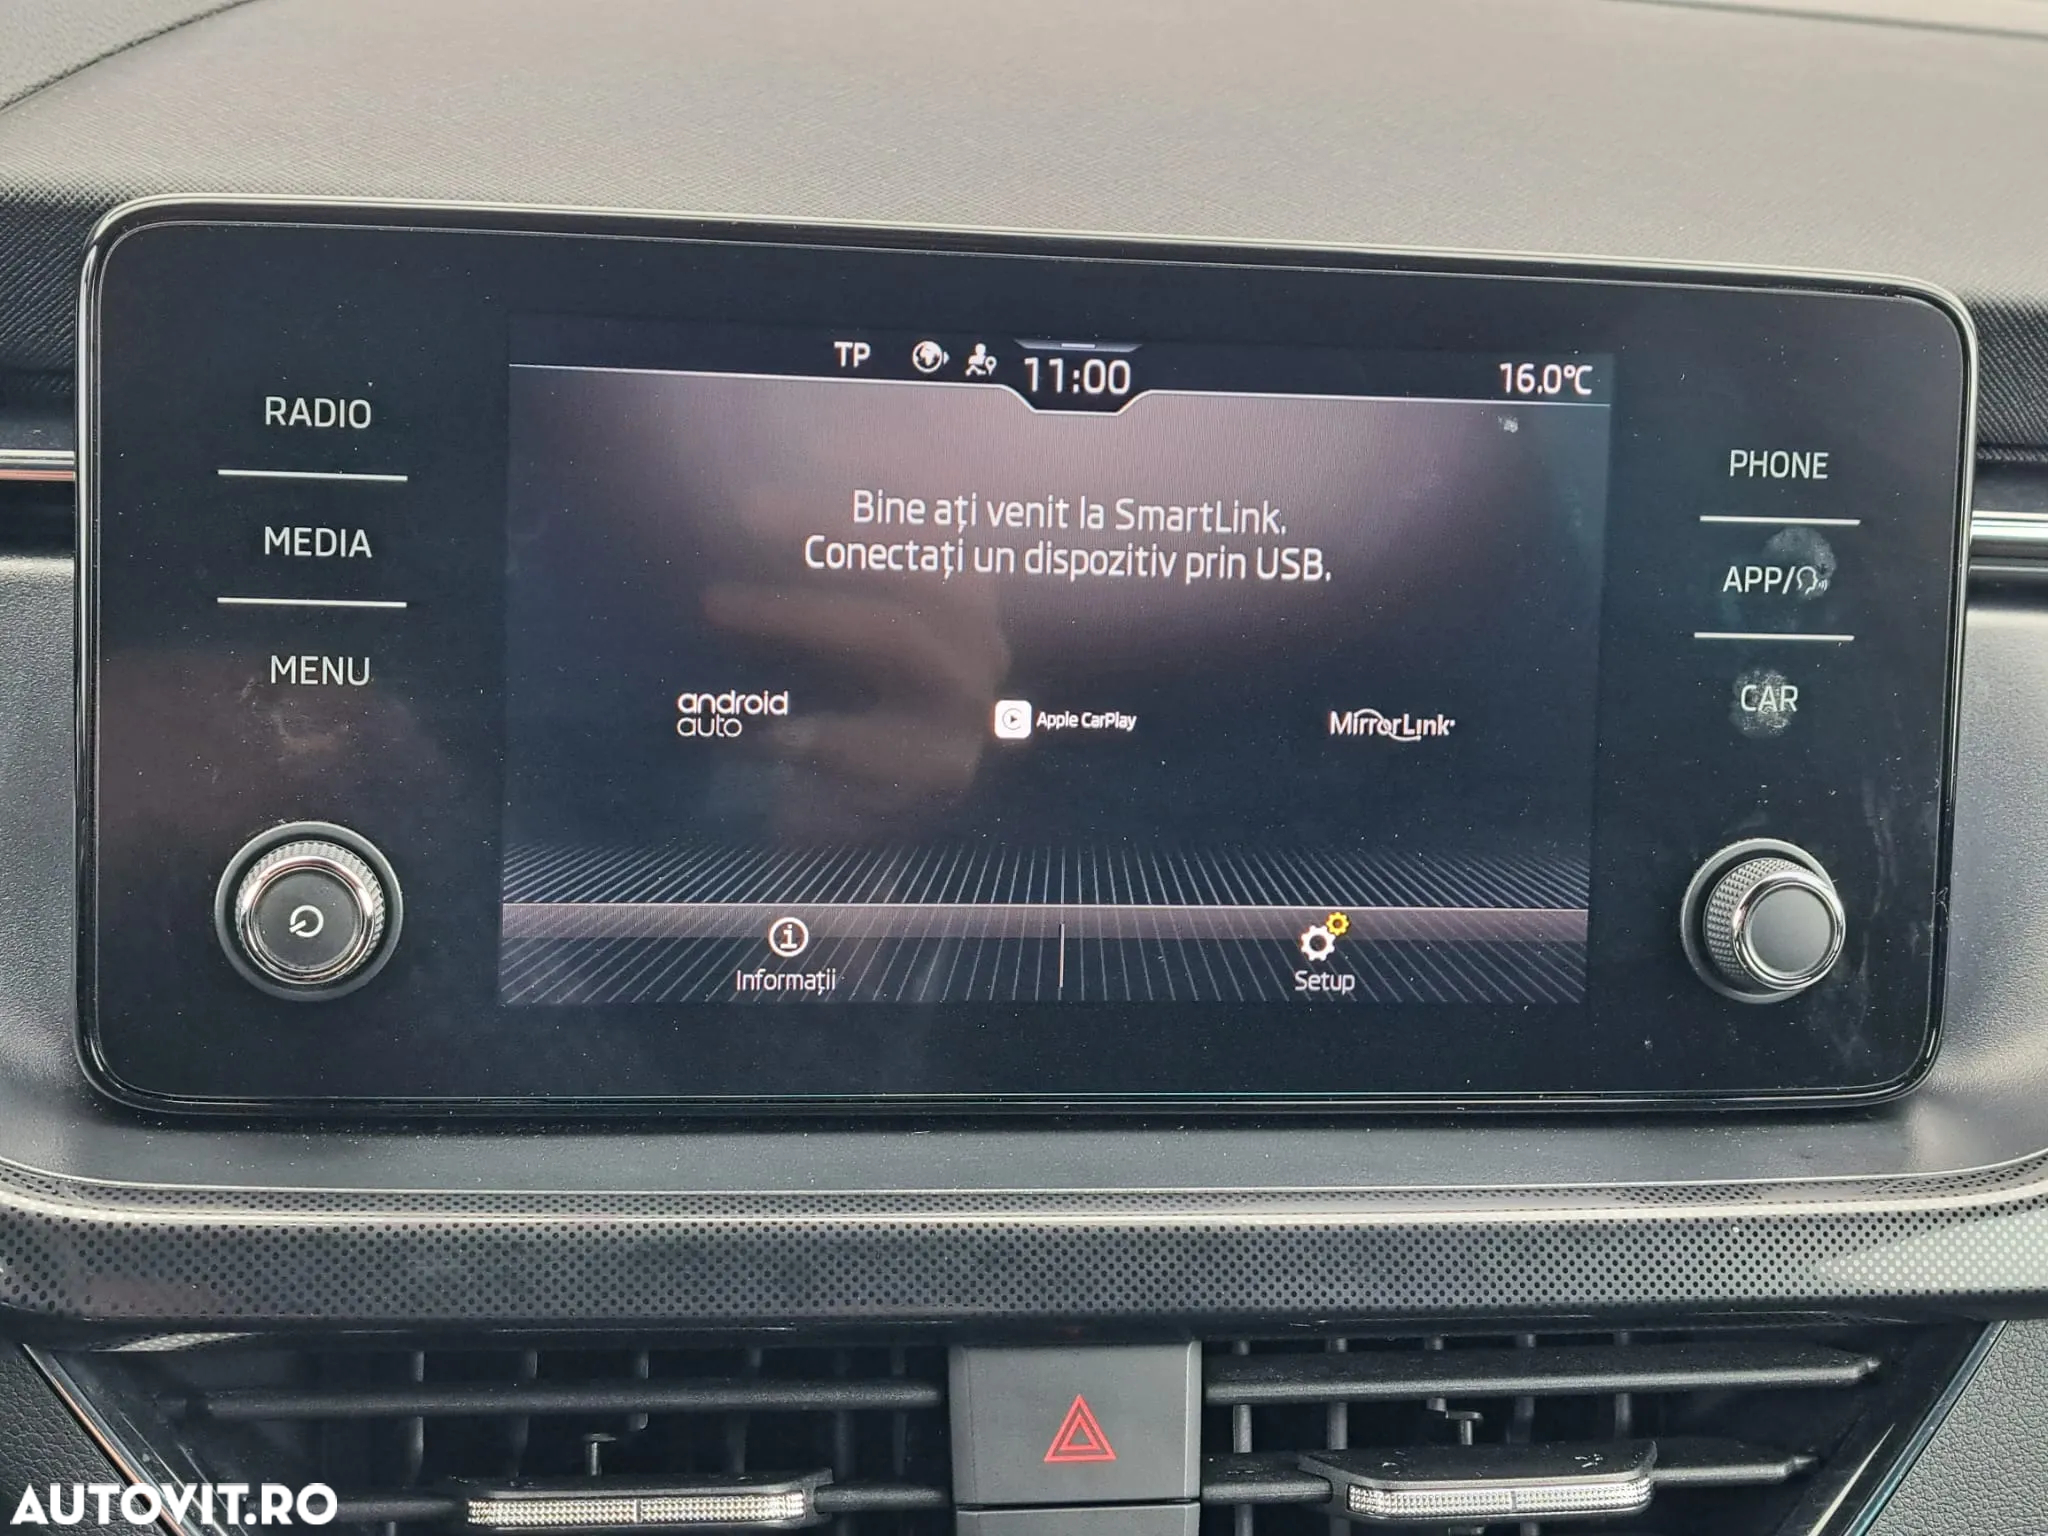 TP 11:00 16.0°C
RADIO
MEDIA
MENU
Bine ați venit la SmartLink.
Conectați un dispozitiv prin USB.
android
auto
Apple CarPlay
MirrorLink
Informații
Setup
PHONE
APP/
CAR
AUTOVIT.RO